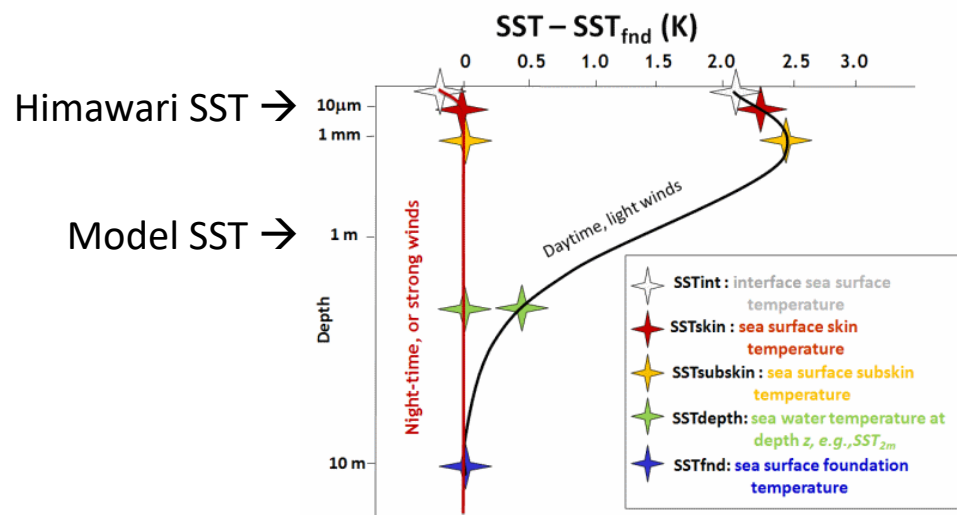 SST – SSTfnd (K)
0 0.5 1.0 1.5 2.0 2.5 3.0
Himawari SST →
10μm
1 mm
Model SST →
1 m
Depth
10 m
Night-time, or strong winds
Daytime, light winds
SSTint : interface sea surface
temperature
SSTskin : sea surface skin
temperature
SSTsubskin : sea surface subskin
temperature
SSTdepth: sea water temperature at
depth z, e.g.,SST2m
SSTfnd: sea surface foundation
temperature